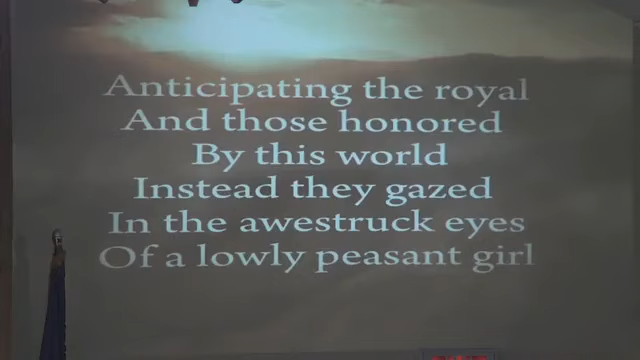 Anticipating the royal
And those honored
By this world
Instead they gazed
In the awestruck eyes
Of a lowly peasant girl